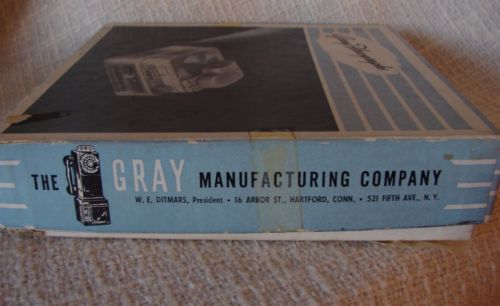 THE GRAY MANUFACTURING COMPANY
W. E. DITMARS, President • 16 ARBOR ST., HARTFORD, CONN. • 521 FIFTH AVE., N. Y.